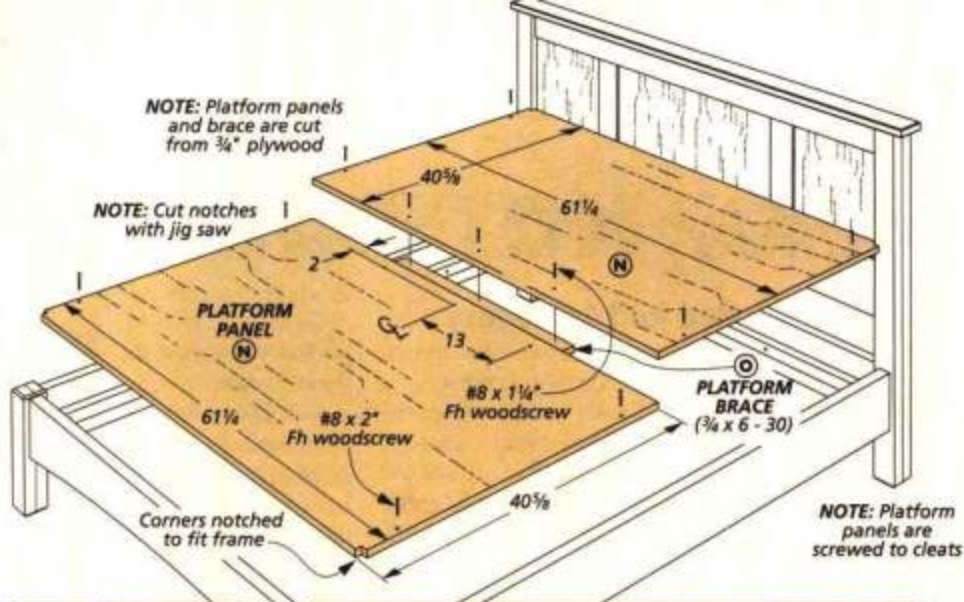 NOTE: Platform panels
and brace are cut
from ¾" plywood
40⅝
61¼
NOTE: Cut notches
with jig saw
2
N
PLATFORM
PANEL
N
C̲L
13
O
PLATFORM
BRACE
(¾ x 6 - 30)
#8 x 1¼"
Fh woodscrew
61¼
#8 x 2"
Fh woodscrew
40⅝
Corners notched
to fit frame
NOTE: Platform
panels are
screwed to cleats